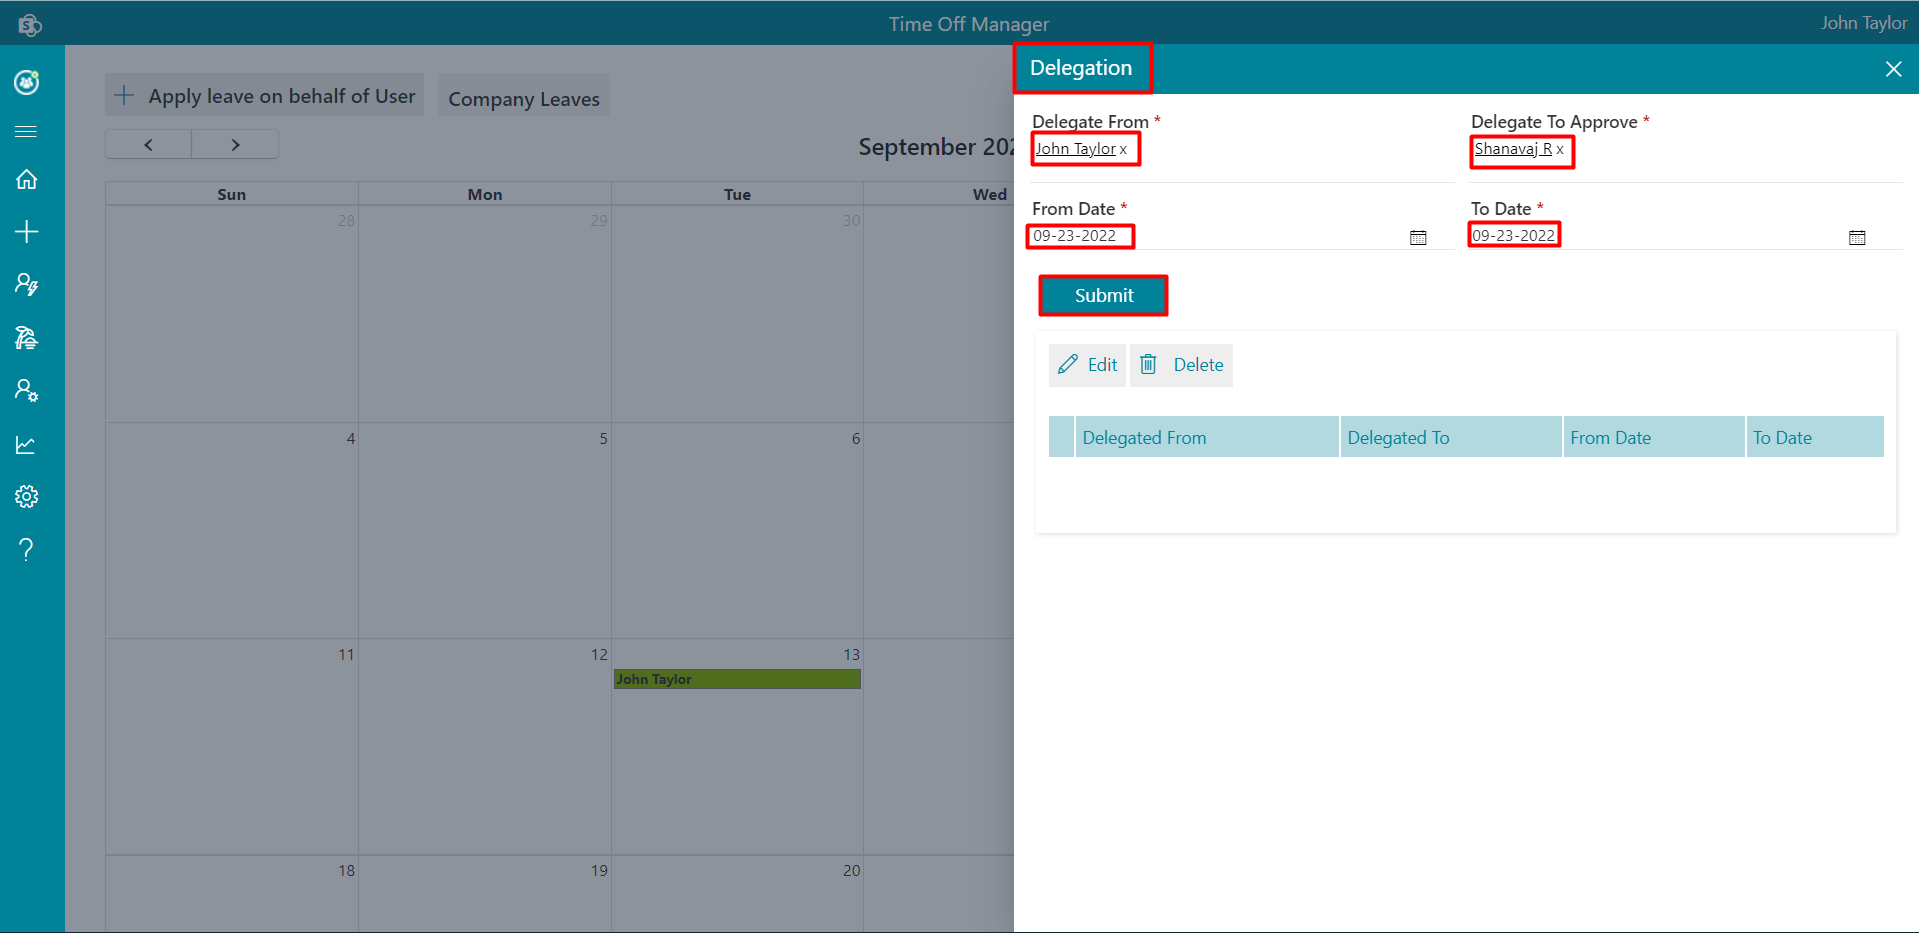 Time Off Manager
John Taylor
Apply leave on behalf of User
Company Leaves
September 202
Sun Mon Tue Wed
28 29 30
4 5 6
11 12 13
John Taylor
18 19 20
Delegation
Delegate From * Delegate To Approve *
John Taylor x Shanavaj R x
From Date * To Date *
09-23-2022 09-23-2022
Submit
Edit Delete
Delegated From Delegated To From Date To Date